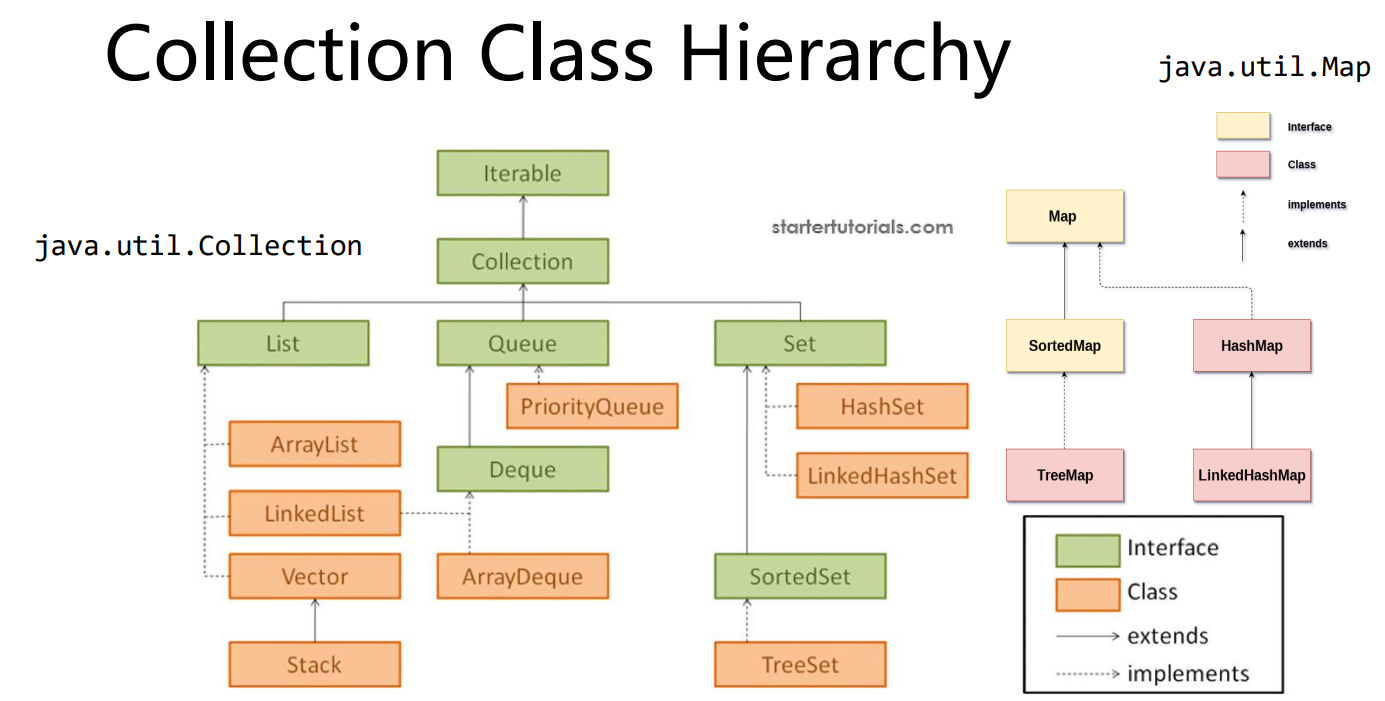 Collection Class Hierarchy
java.util.Map
Interface
Class
implements
extends
java.util.Collection
startertutorials.com
Iterable
Collection
List
Queue
Set
PriorityQueue
HashSet
ArrayList
Deque
LinkedHashSet
LinkedList
Vector
ArrayDeque
SortedSet
Stack
TreeSet
Map
SortedMap
HashMap
TreeMap
LinkedHashMap
Interface
Class
extends
implements